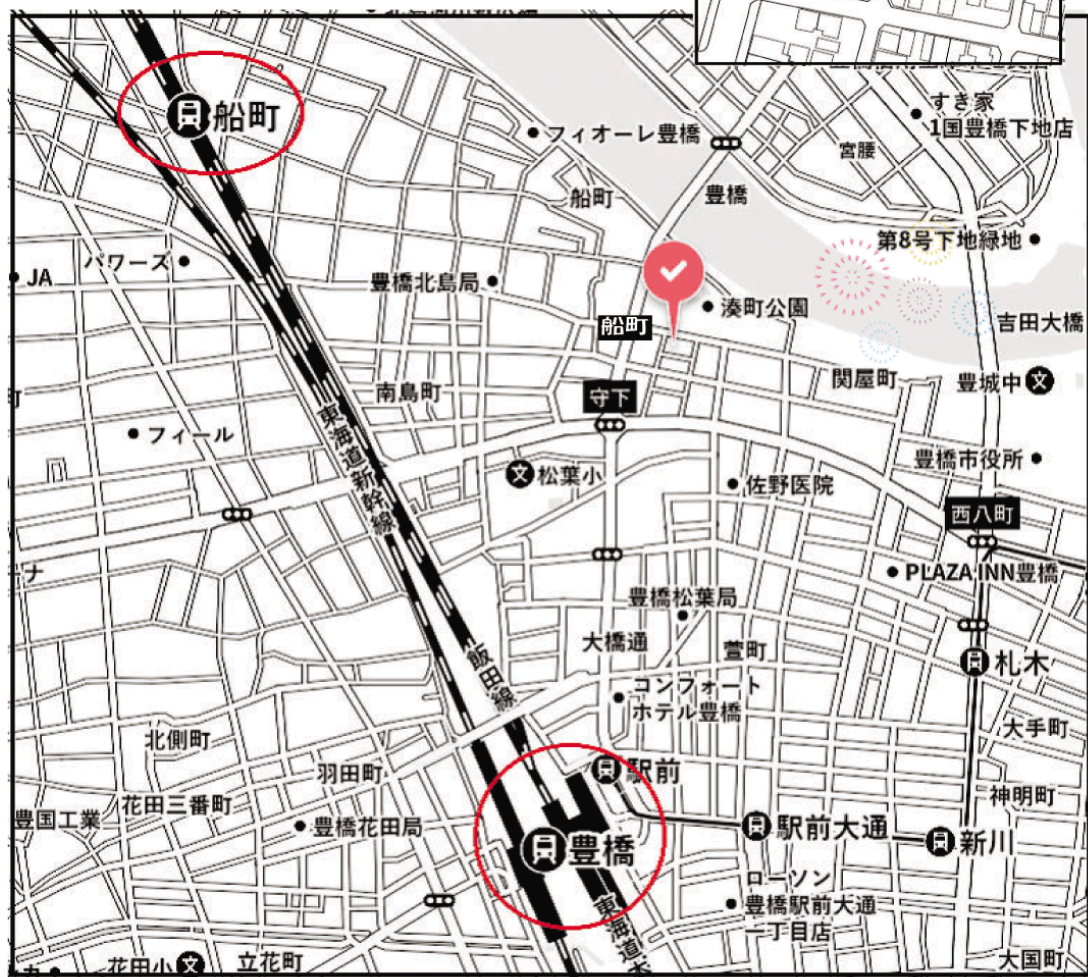 船町
フィオーレ豊橋
すき家
1国豊橋下地店
宮腰
船町
豊橋
第8号下地緑地
パワーズ
JA
豊橋北島局
湊町公園
船町
吉田大橋
関屋町
豊城中
文
南島町
守下
東海道新幹線
フィール
文
松葉小
佐野医院
豊橋市役所
西八町
ナ
PLAZA INN豊橋
豊橋松葉局
大橋通
萱町
札木
飯田線
コンフォート
ホテル豊橋
大手町
北側町
羽田町
駅前
神明町
豊国工業
花田三番町
豊橋花田局
豊橋
駅前大通
新川
ローソン
豊橋駅前大通
一丁目店
東海道
花田小
文
立花町
大国町